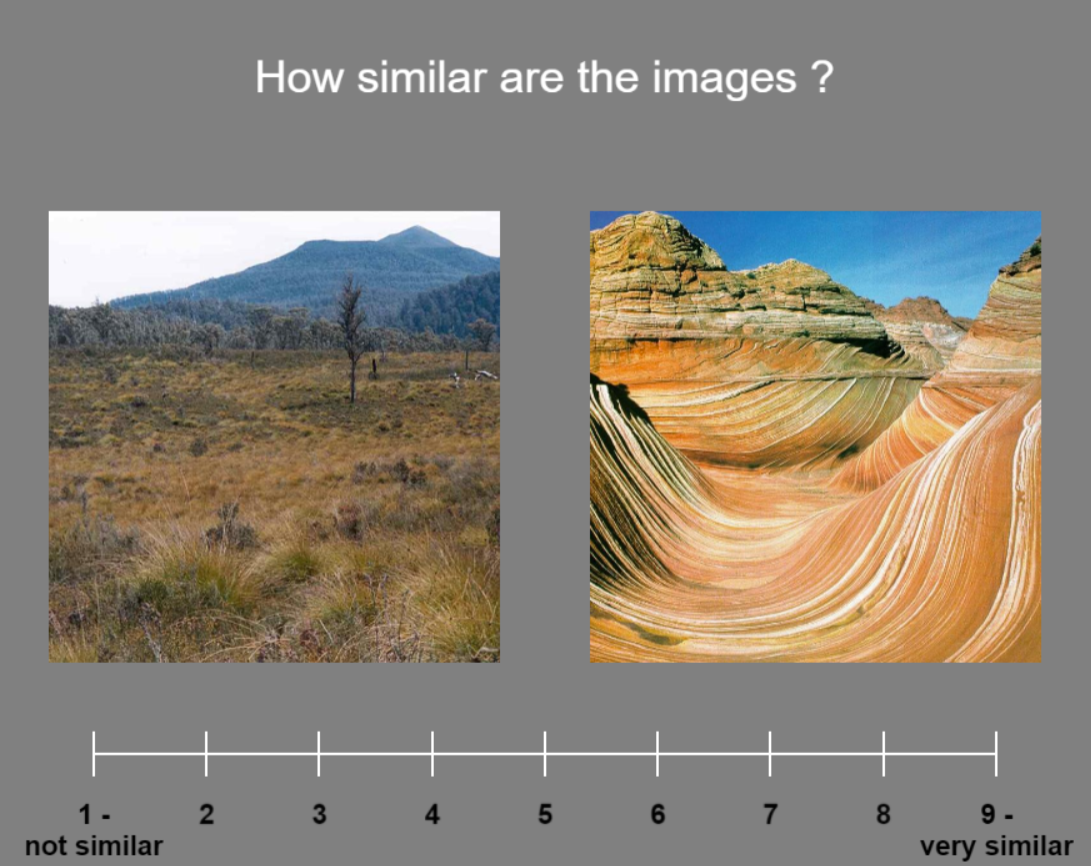 How similar are the images ?
1 - 2 3 4 5 6 7 8 9 -
not similar very similar